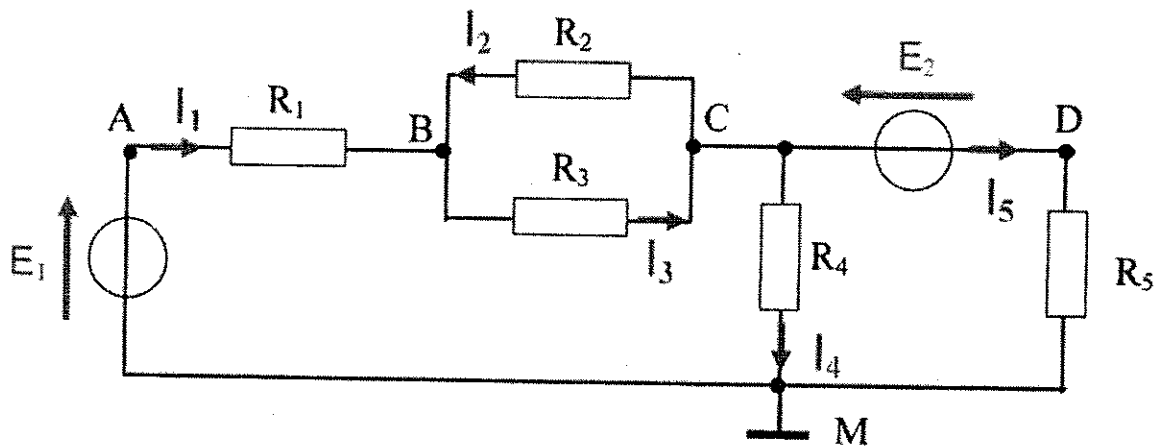 I₂
R₂
E₂
A
I₁
R₁
B
C
D
R₃
I₅
E₁
I₃
R₄
R₅
I₄
M